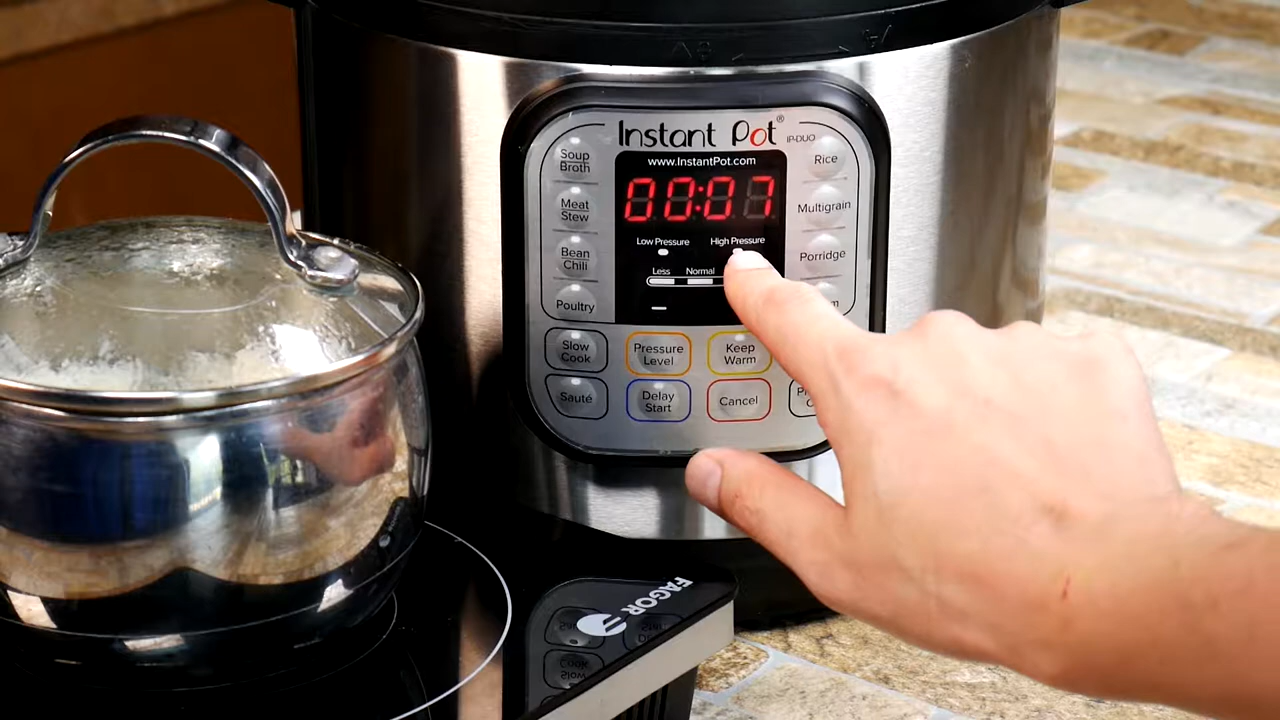 Instant Pot® IP-DUO
www.InstantPot.com
00:07
Low Pressure High Pressure
Less Normal
Soup
Broth
Meat
Stew
Bean
Chili
Poultry
Slow
Cook
Sauté
Pressure
Level
Keep
Warm
Delay
Start
Cancel
Rice
Multigrain
Porridge
FAGOR